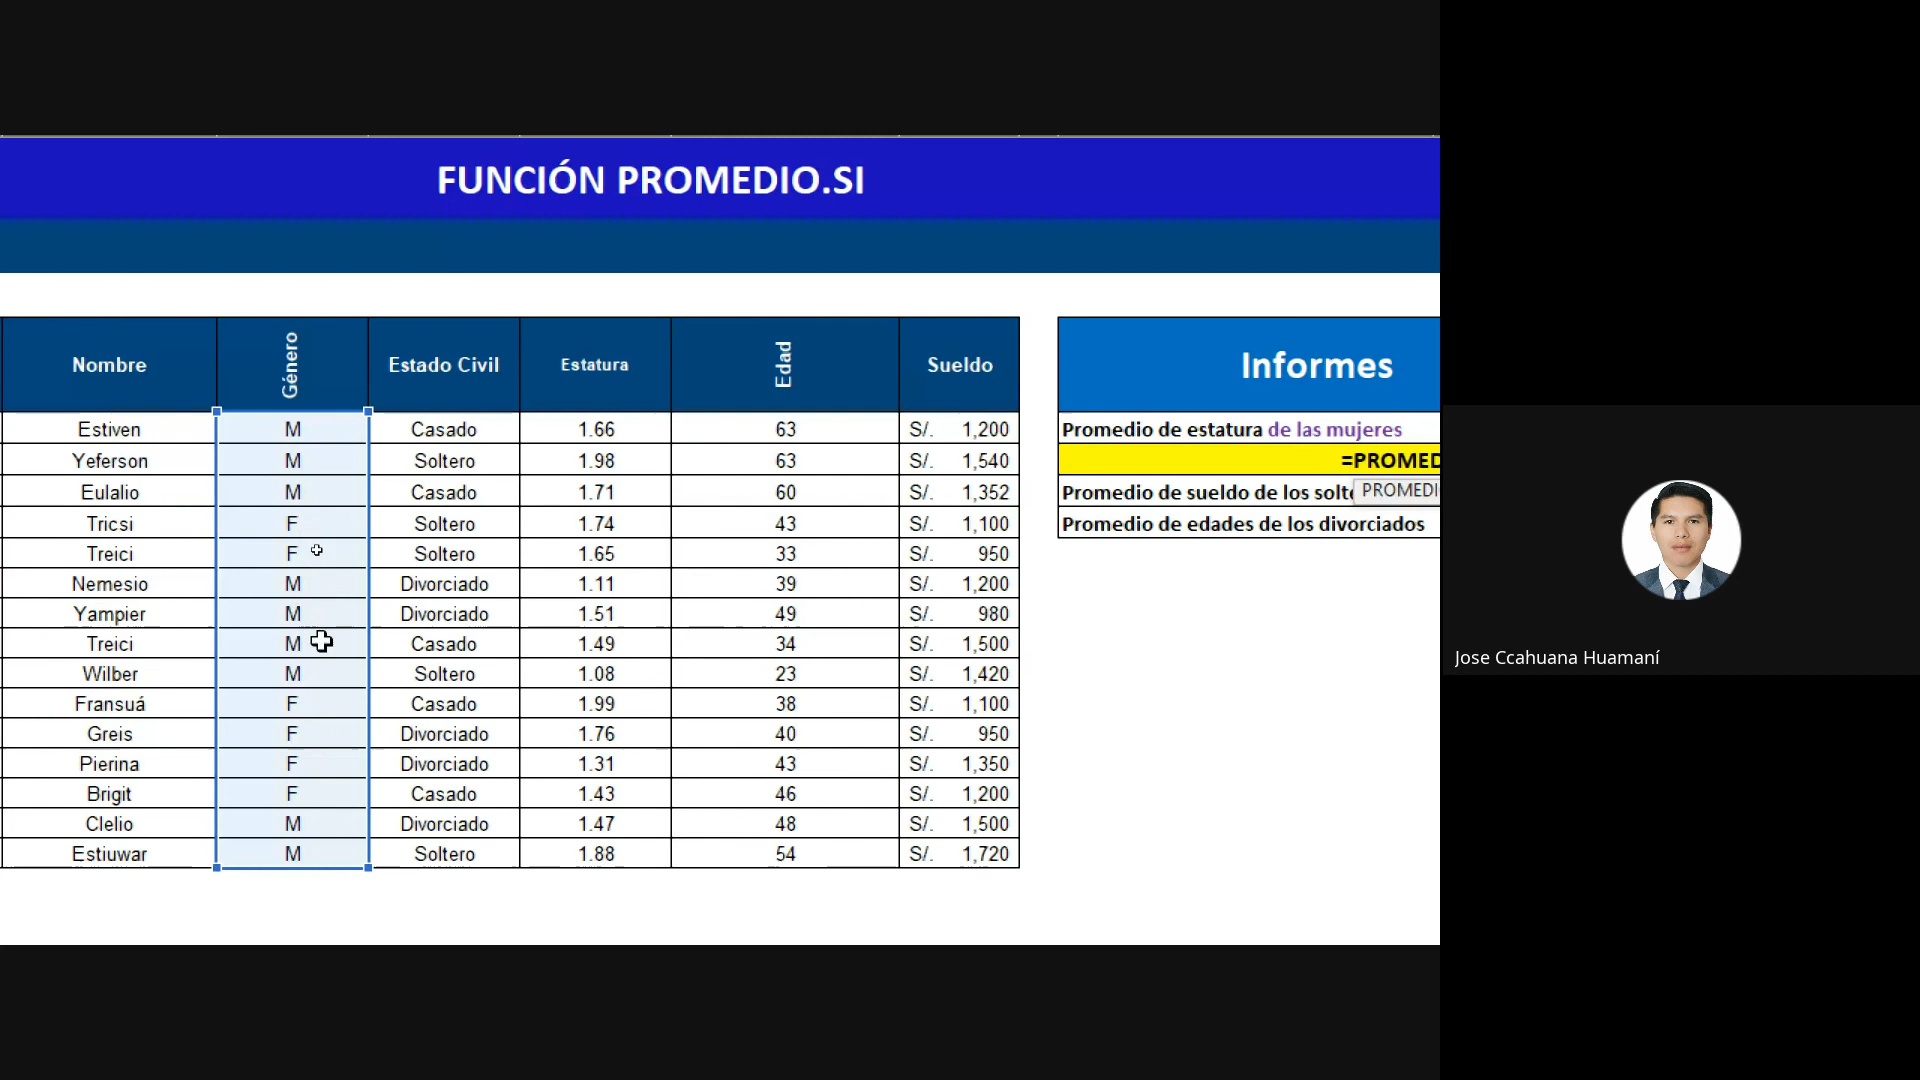 FUNCIÓN PROMEDIO.SI
Nombre Género Estado Civil Estatura Edad Sueldo
Estiven M Casado 1.66 63 S/. 1,200
Yeferson M Soltero 1.98 63 S/. 1,540
Eulalio M Casado 1.71 60 S/. 1,352
Tricsi F Soltero 1.74 43 S/. 1,100
Treici F Soltero 1.65 33 S/. 950
Nemesio M Divorciado 1.11 39 S/. 1,200
Yampier M Divorciado 1.51 49 S/. 980
Treici M Casado 1.49 34 S/. 1,500
Wilber M Soltero 1.08 23 S/. 1,420
Fransuá F Casado 1.99 38 S/. 1,100
Greis F Divorciado 1.76 40 S/. 950
Pierina F Divorciado 1.31 43 S/. 1,350
Brigit F Casado 1.43 46 S/. 1,200
Clelio M Divorciado 1.47 48 S/. 1,500
Estiuwar M Soltero 1.88 54 S/. 1,720
Informes
Promedio de estatura de las mujeres
=PROMED
Promedio de sueldo de los solte PROMEDI
Promedio de edades de los divorciados
Jose Ccahuana Huamaní